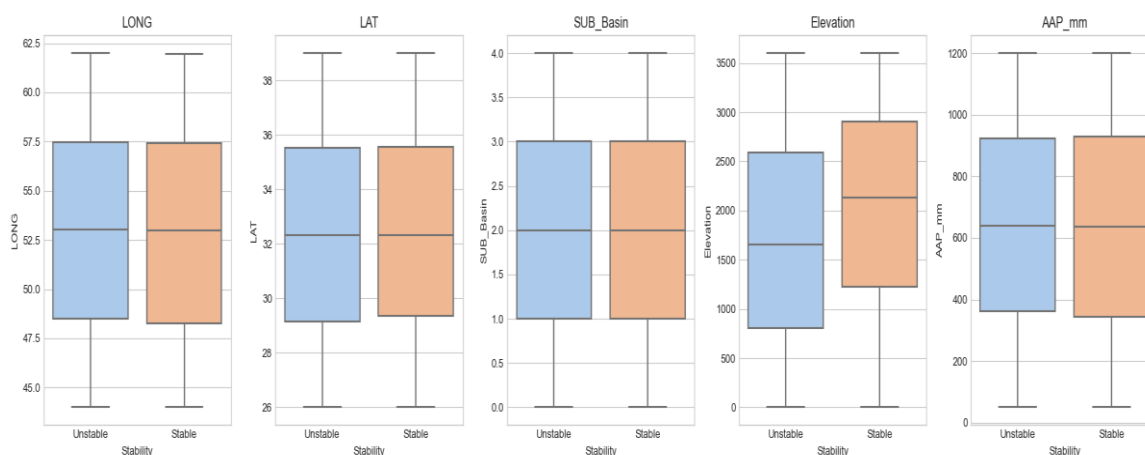 LONG
LAT
SUB_Basin
Elevation
AAP_mm
LONG
62.5
60.0
57.5
55.0
52.5
50.0
47.5
45.0
Unstable
Stable
Stability
LAT
38
36
34
32
30
28
26
Unstable
Stable
Stability
SUB_Basin
4.0
3.5
3.0
2.5
2.0
1.5
1.0
0.5
0.0
Unstable
Stable
Stability
Elevation
3500
3000
2500
2000
1500
1000
500
0
Unstable
Stable
Stability
AAP_mm
1200
1000
800
600
400
200
0
Unstable
Stable
Stability